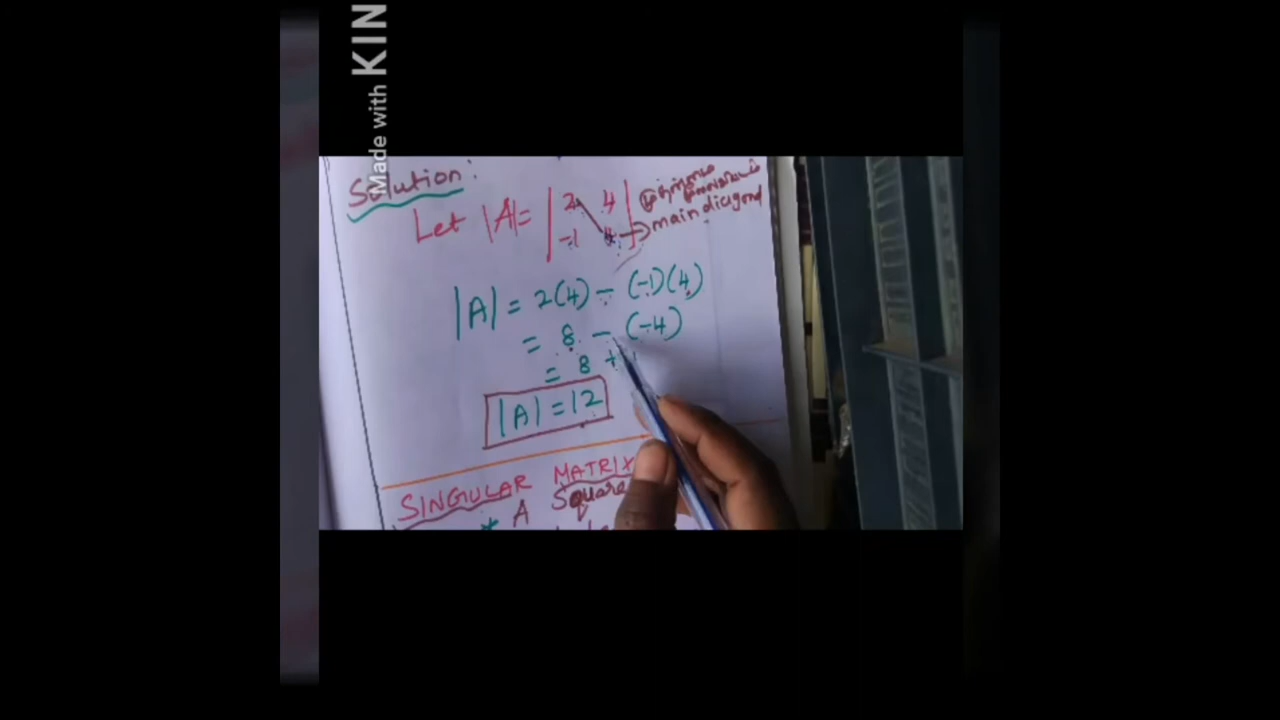 Made with KIN
Solution:
Let |A| = | 2 4 |
| -1 4 | → main diagonal
|A| = 2(4) - (-1)(4)
= 8 - (-4)
= 8 +
|A| = 12
SINGULAR MATRIX
* A Square